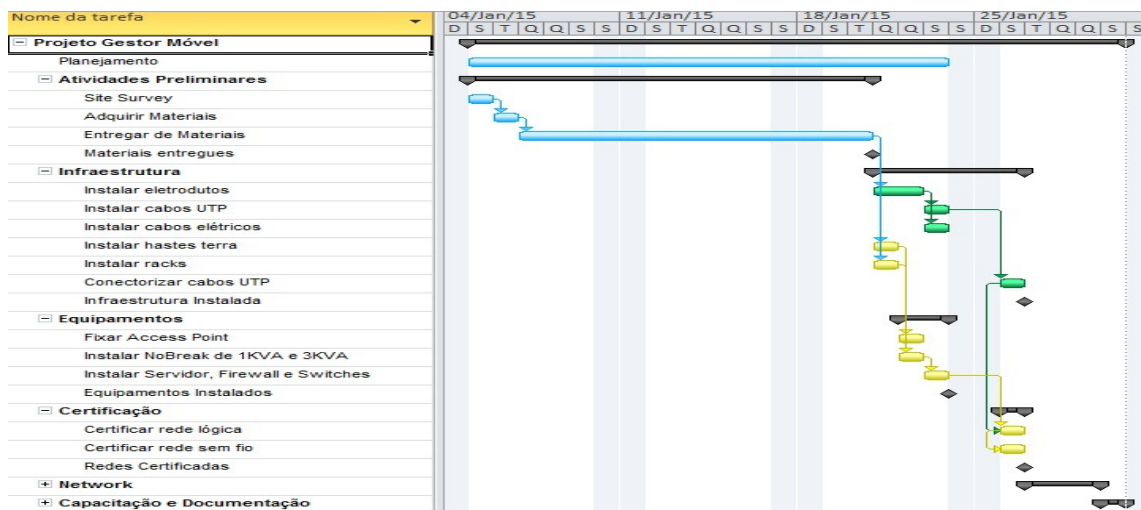 Nome da tarefa
04/Jan/15 11/Jan/15 18/Jan/15 25/Jan/15
D S T Q Q S S D S T Q Q S S D S T Q Q S S D S T Q Q S S
Projeto Gestor Móvel
Planejamento
Atividades Preliminares
Site Survey
Adquirir Materiais
Entregar de Materiais
Materiais entregues
Infraestrutura
Instalar eletrodutos
Instalar cabos UTP
Instalar cabos elétricos
Instalar hastes terra
Instalar racks
Conectorizar cabos UTP
Infraestrutura Instalada
Equipamentos
Fixar Access Point
Instalar NoBreak de 1KVA e 3KVA
Instalar Servidor, Firewall e Switches
Equipamentos Instalados
Certificação
Certificar rede lógica
Certificar rede sem fio
Redes Certificadas
Network
Capacitação e Documentação